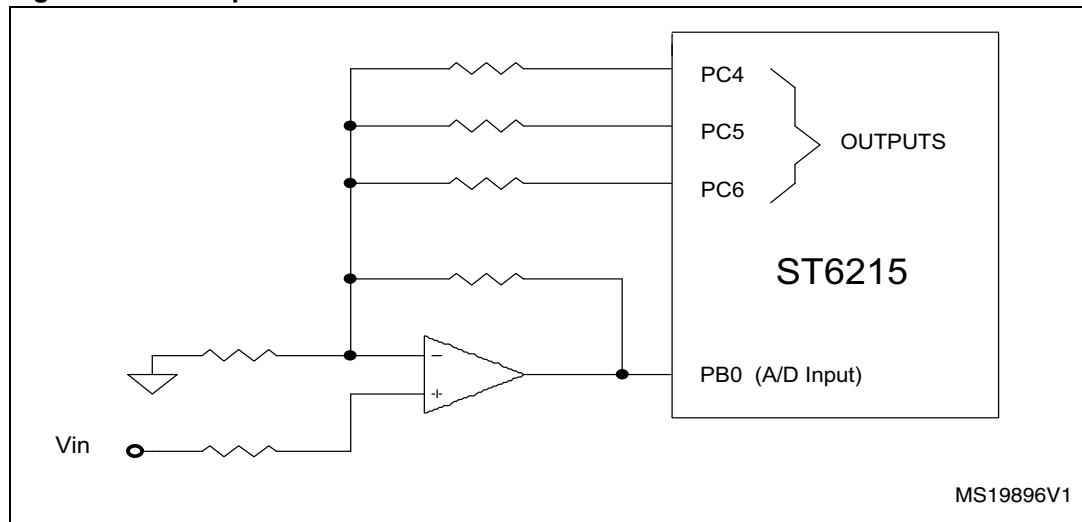 PC4
PC5
OUTPUTS
PC6
ST6215
PB0 (A/D Input)
Vin
MS19896V1